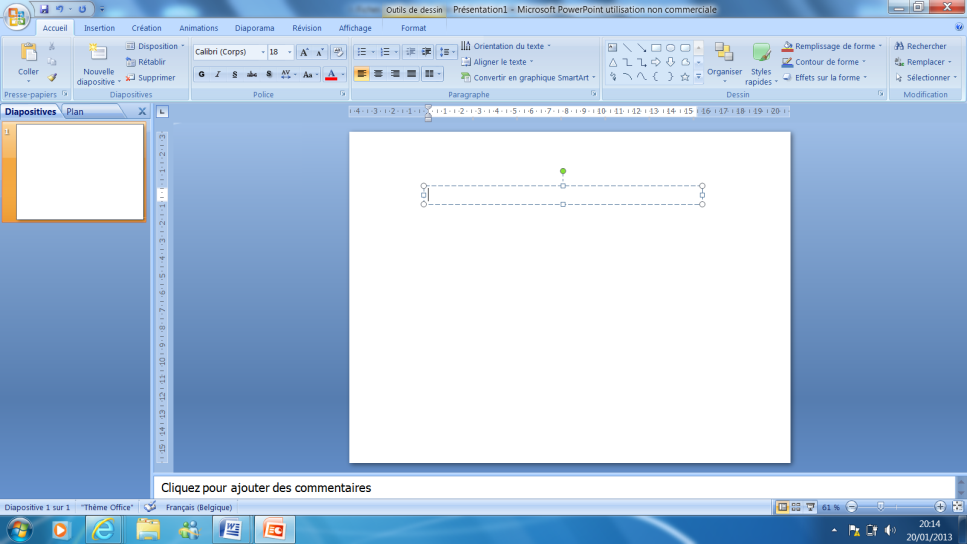 Outils de dessin Présentation1 - Microsoft PowerPoint utilisation non commerciale
Accueil Insertion Création Animations Diaporama Révision Affichage Format
Coller
Presse-papiers
Nouvelle diapositive
Disposition
Rétablir
Supprimer
Diapositives
Calibri (Corps) 18
G I S abc S AV Aa A
Police
Orientation du texte
Aligner le texte
Convertir en graphique SmartArt
Paragraphe
Organiser
Styles rapides
Remplissage de forme
Contour de forme
Effets sur la forme
Dessin
Rechercher
Remplacer
Sélectionner
Modification
Diapositives Plan
1
Cliquez pour ajouter des commentaires
Diapositive 1 sur 1 "Thème Office" Français (Belgique) 61 %
20:14
20/01/2013